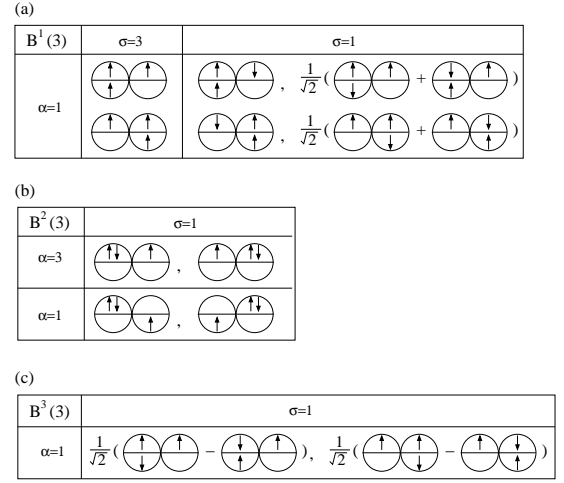 (a)
B¹(3) σ=3 σ=1
α=1
↑ ↑ ↑ ↑ ↓ ↑ , 1/√2 ( ↑ ↓ ↑ + ↓ ↑ ↑ )
↑ ↑ ↑ ↓ ↑ ↑ , 1/√2 ( ↑ ↑ ↓ + ↑ ↓ ↑ )
(b)
B²(3) σ=1
α=3 ↑↓ ↑ , ↑ ↑↓
α=1 ↑↓ ↑ , ↑ ↑↓
(c)
B³(3) σ=1
α=1 1/√2 ( ↑ ↓ ↑ − ↓ ↑ ↑ ), 1/√2 ( ↑ ↑ ↓ − ↑ ↓ ↑ )